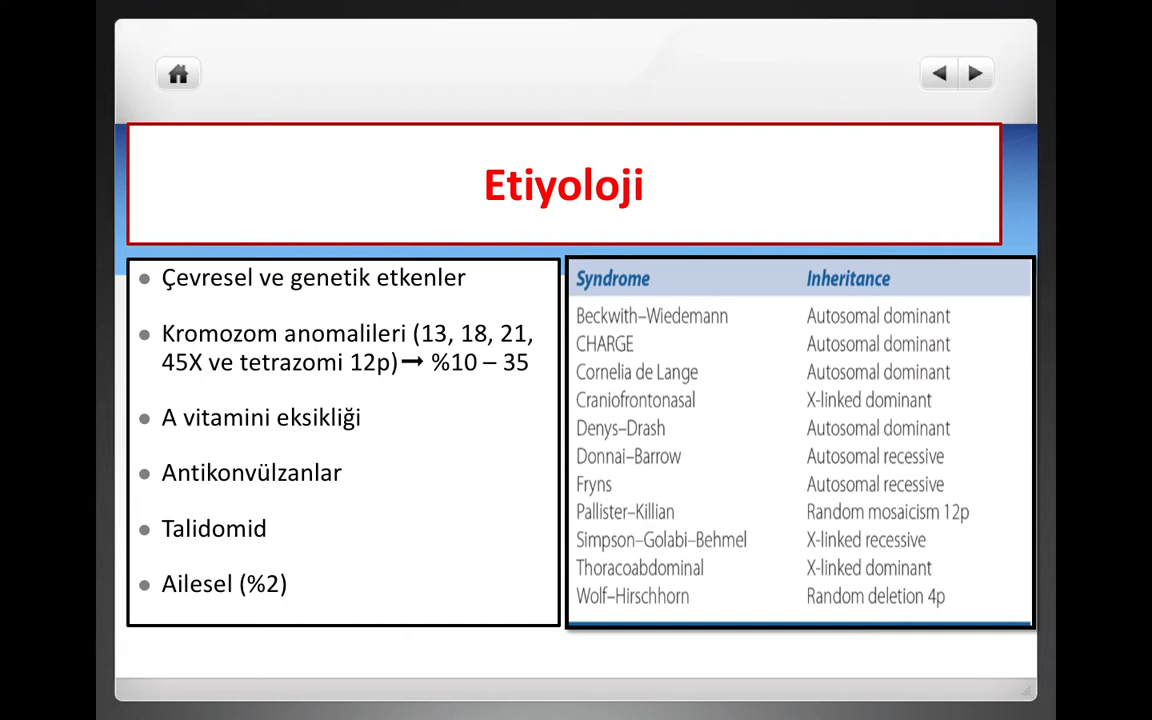 Etiyoloji
Çevresel ve genetik etkenler
Kromozom anomalileri (13, 18, 21,
45X ve tetrazomi 12p)➞ %10 – 35
A vitamini eksikliği
Antikonvülzanlar
Talidomid
Ailesel (%2)
Syndrome Inheritance
Beckwith–Wiedemann Autosomal dominant
CHARGE Autosomal dominant
Cornelia de Lange Autosomal dominant
Craniofrontonasal X-linked dominant
Denys–Drash Autosomal dominant
Donnai–Barrow Autosomal recessive
Fryns Autosomal recessive
Pallister–Killian Random mosaicism 12p
Simpson–Golabi–Behmel X-linked recessive
Thoracoabdominal X-linked dominant
Wolf–Hirschhorn Random deletion 4p